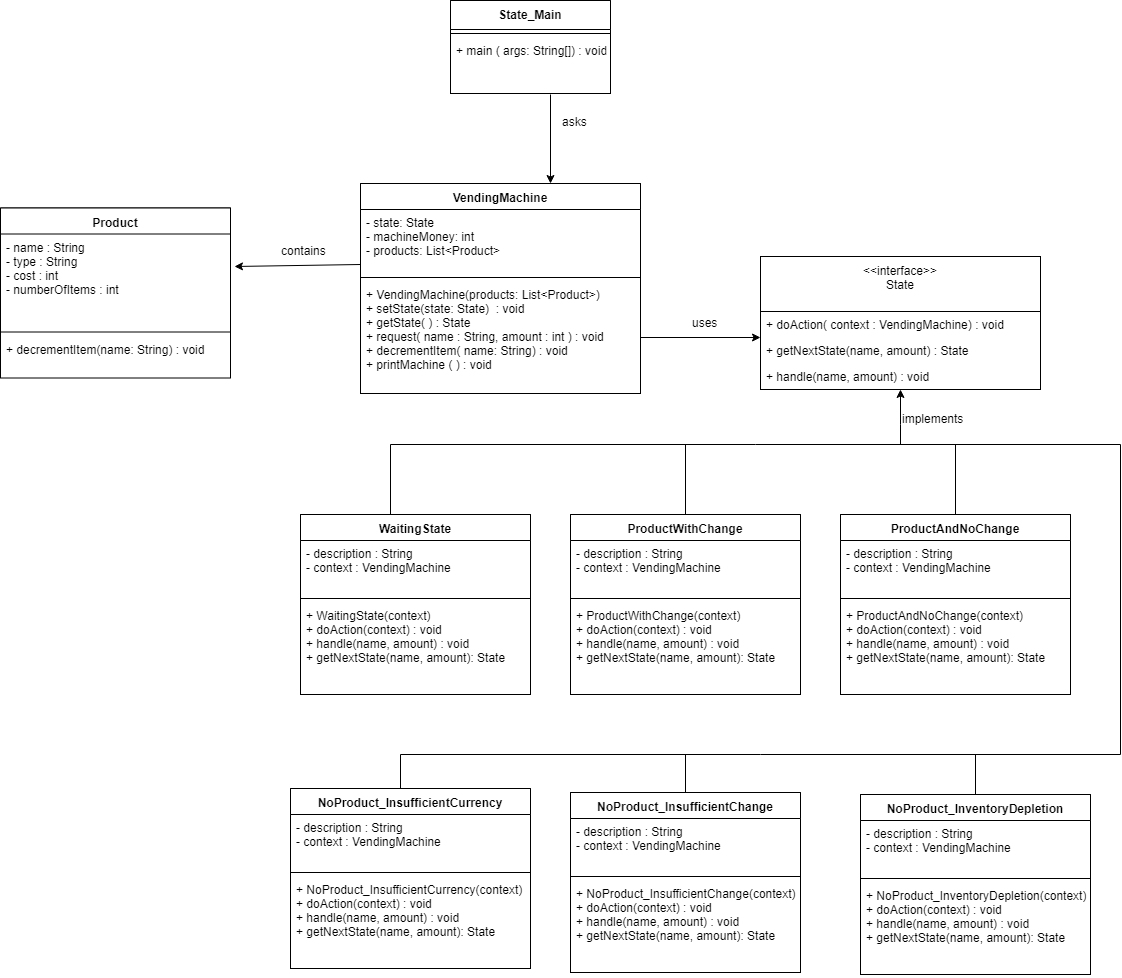 State_Main
+ main ( args: String[]) : void
asks
VendingMachine
- state: State
- machineMoney: int
- products: List<Product>
+ VendingMachine(products: List<Product>)
+ setState(state: State)  : void
+ getState( ) : State
+ request( name : String, amount : int ) : void
+ decrementItem( name: String) : void
+ printMachine ( ) : void
Product
- name : String
- type : String
- cost : int
- numberOfItems : int
+ decrementItem(name: String) : void
contains
uses
<<interface>>
State
+ doAction( context : VendingMachine) : void
+ getNextState(name, amount) : State
+ handle(name, amount) : void
implements
WaitingState
- description : String
- context : VendingMachine
+ WaitingState(context)
+ doAction(context) : void
+ handle(name, amount) : void
+ getNextState(name, amount): State
ProductWithChange
- description : String
- context : VendingMachine
+ ProductWithChange(context)
+ doAction(context) : void
+ handle(name, amount) : void
+ getNextState(name, amount): State
ProductAndNoChange
- description : String
- context : VendingMachine
+ ProductAndNoChange(context)
+ doAction(context) : void
+ handle(name, amount) : void
+ getNextState(name, amount): State
NoProduct_InsufficientCurrency
- description : String
- context : VendingMachine
+ NoProduct_InsufficientCurrency(context)
+ doAction(context) : void
+ handle(name, amount) : void
+ getNextState(name, amount): State
NoProduct_InsufficientChange
- description : String
- context : VendingMachine
+ NoProduct_InsufficientChange(context)
+ doAction(context) : void
+ handle(name, amount) : void
+ getNextState(name, amount): State
NoProduct_InventoryDepletion
- description : String
- context : VendingMachine
+ NoProduct_InventoryDepletion(context)
+ doAction(context) : void
+ handle(name, amount) : void
+ getNextState(name, amount): State